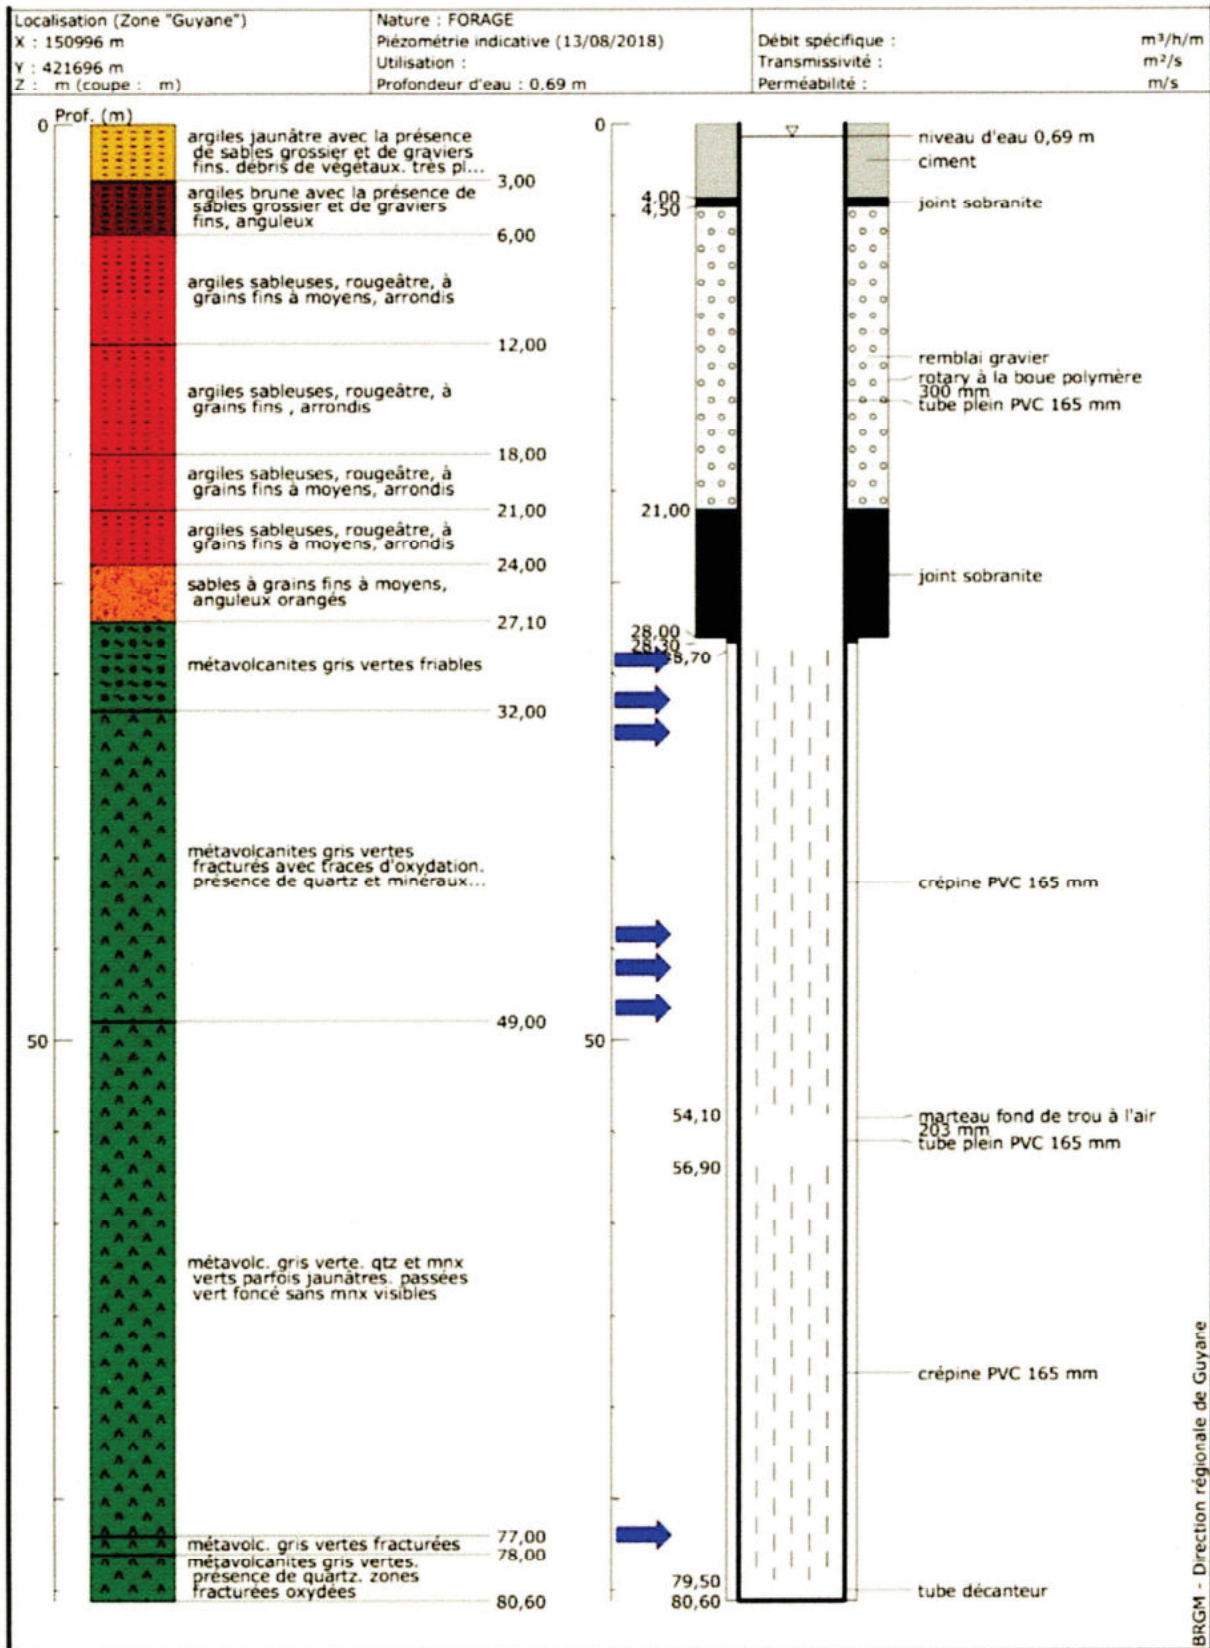 Localisation (Zone "Guyane")
X : 150996 m
Y : 421696 m
Z : m (coupe : m)
Nature : FORAGE
Piézométrie indicative (13/08/2018)
Utilisation :
Profondeur d'eau : 0.69 m
Débit spécifique : m³/h/m
Transmissivité : m²/s
Perméabilité : m/s
Prof. (m)
0
argiles jaunâtre avec la présence
de sables grossier et de graviers
fins. débris de végétaux. très pl...
3,00
argiles brune avec la présence de
sables grossier et de graviers
fins, anguleux
6,00
argiles sableuses, rougeâtre, à
grains fins à moyens, arrondis
12,00
argiles sableuses, rougeâtre, à
grains fins , arrondis
18,00
argiles sableuses, rougeâtre, à
grains fins à moyens, arrondis
21,00
argiles sableuses, rougeâtre, à
grains fins à moyens, arrondis
24,00
sables à grains fins à moyens,
anguleux orangés
27,10
métavolcanites gris vertes friables
32,00
métavolcanites gris vertes
fracturés avec traces d'oxydation.
présence de quartz et minéraux...
49,00
50
métavolc. gris verte. qtz et mnx
verts parfois jaunâtres. passées
vert foncé sans mnx visibles
77,00
métavolc. gris vertes fracturées
78,00
métavolcanites gris vertes.
présence de quartz. zones
fracturées oxydées
80,60
0
niveau d'eau 0,69 m
ciment
4,00
4,50
joint sobranite
remblai gravier
rotary à la boue polymère
300 mm
tube plein PVC 165 mm
21,00
joint sobranite
28,00
28,30
8,70
crépine PVC 165 mm
50
54,10
marteau fond de trou à l'air
203 mm
tube plein PVC 165 mm
56,90
crépine PVC 165 mm
79,50
80,60
tube décanteur
BRGM - Direction régionale de Guyane